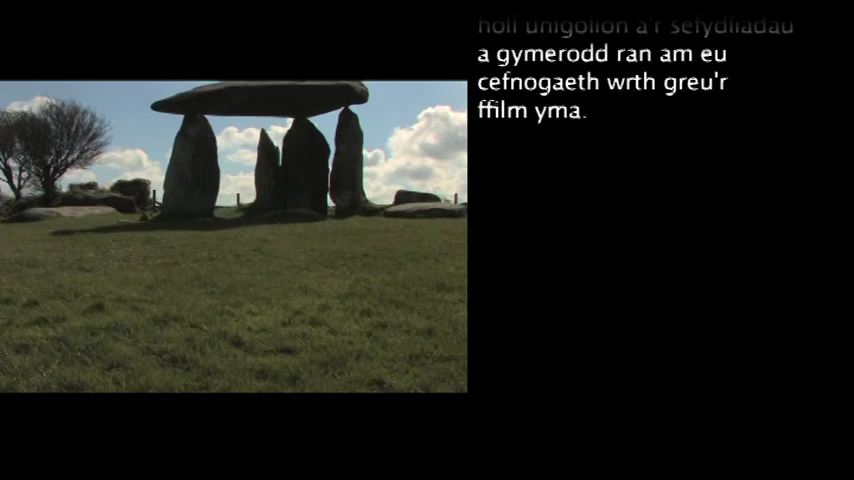 holl unigolion a'r sefydliadau
a gymerodd ran am eu
cefnogaeth wrth greu'r
ffilm yma.